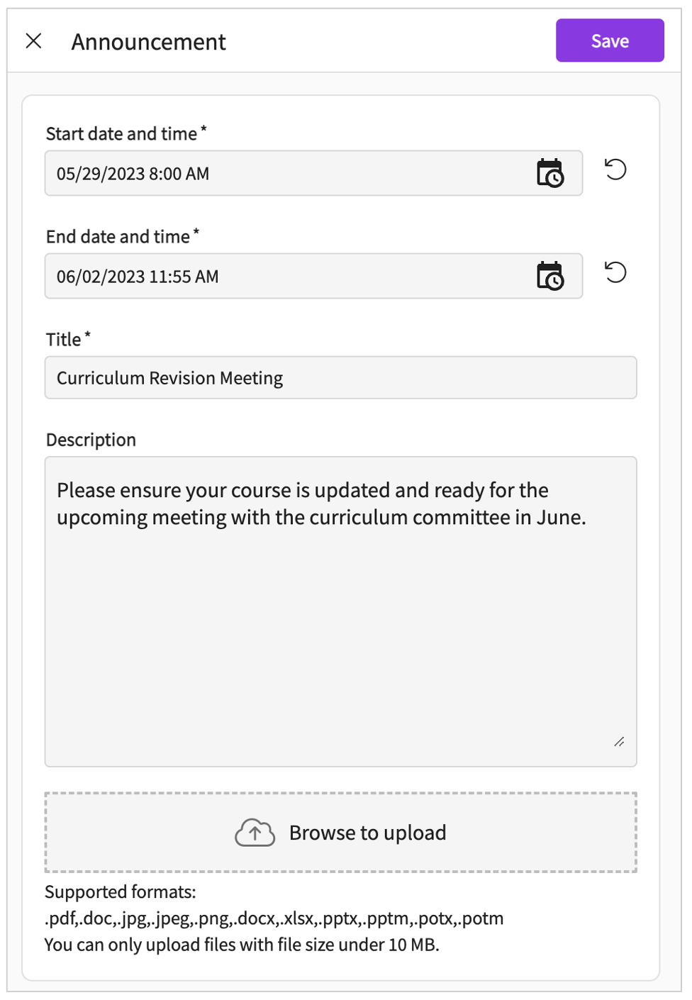 Announcement
Save
Start date and time *
05/29/2023 8:00 AM
End date and time *
06/02/2023 11:55 AM
Title *
Curriculum Revision Meeting
Description
Please ensure your course is updated and ready for the
upcoming meeting with the curriculum committee in June.
Browse to upload
Supported formats:
.pdf,.doc,.jpg,.jpeg,.png,.docx,.xlsx,.pptx,.pptm,.potx,.potm
You can only upload files with file size under 10 MB.